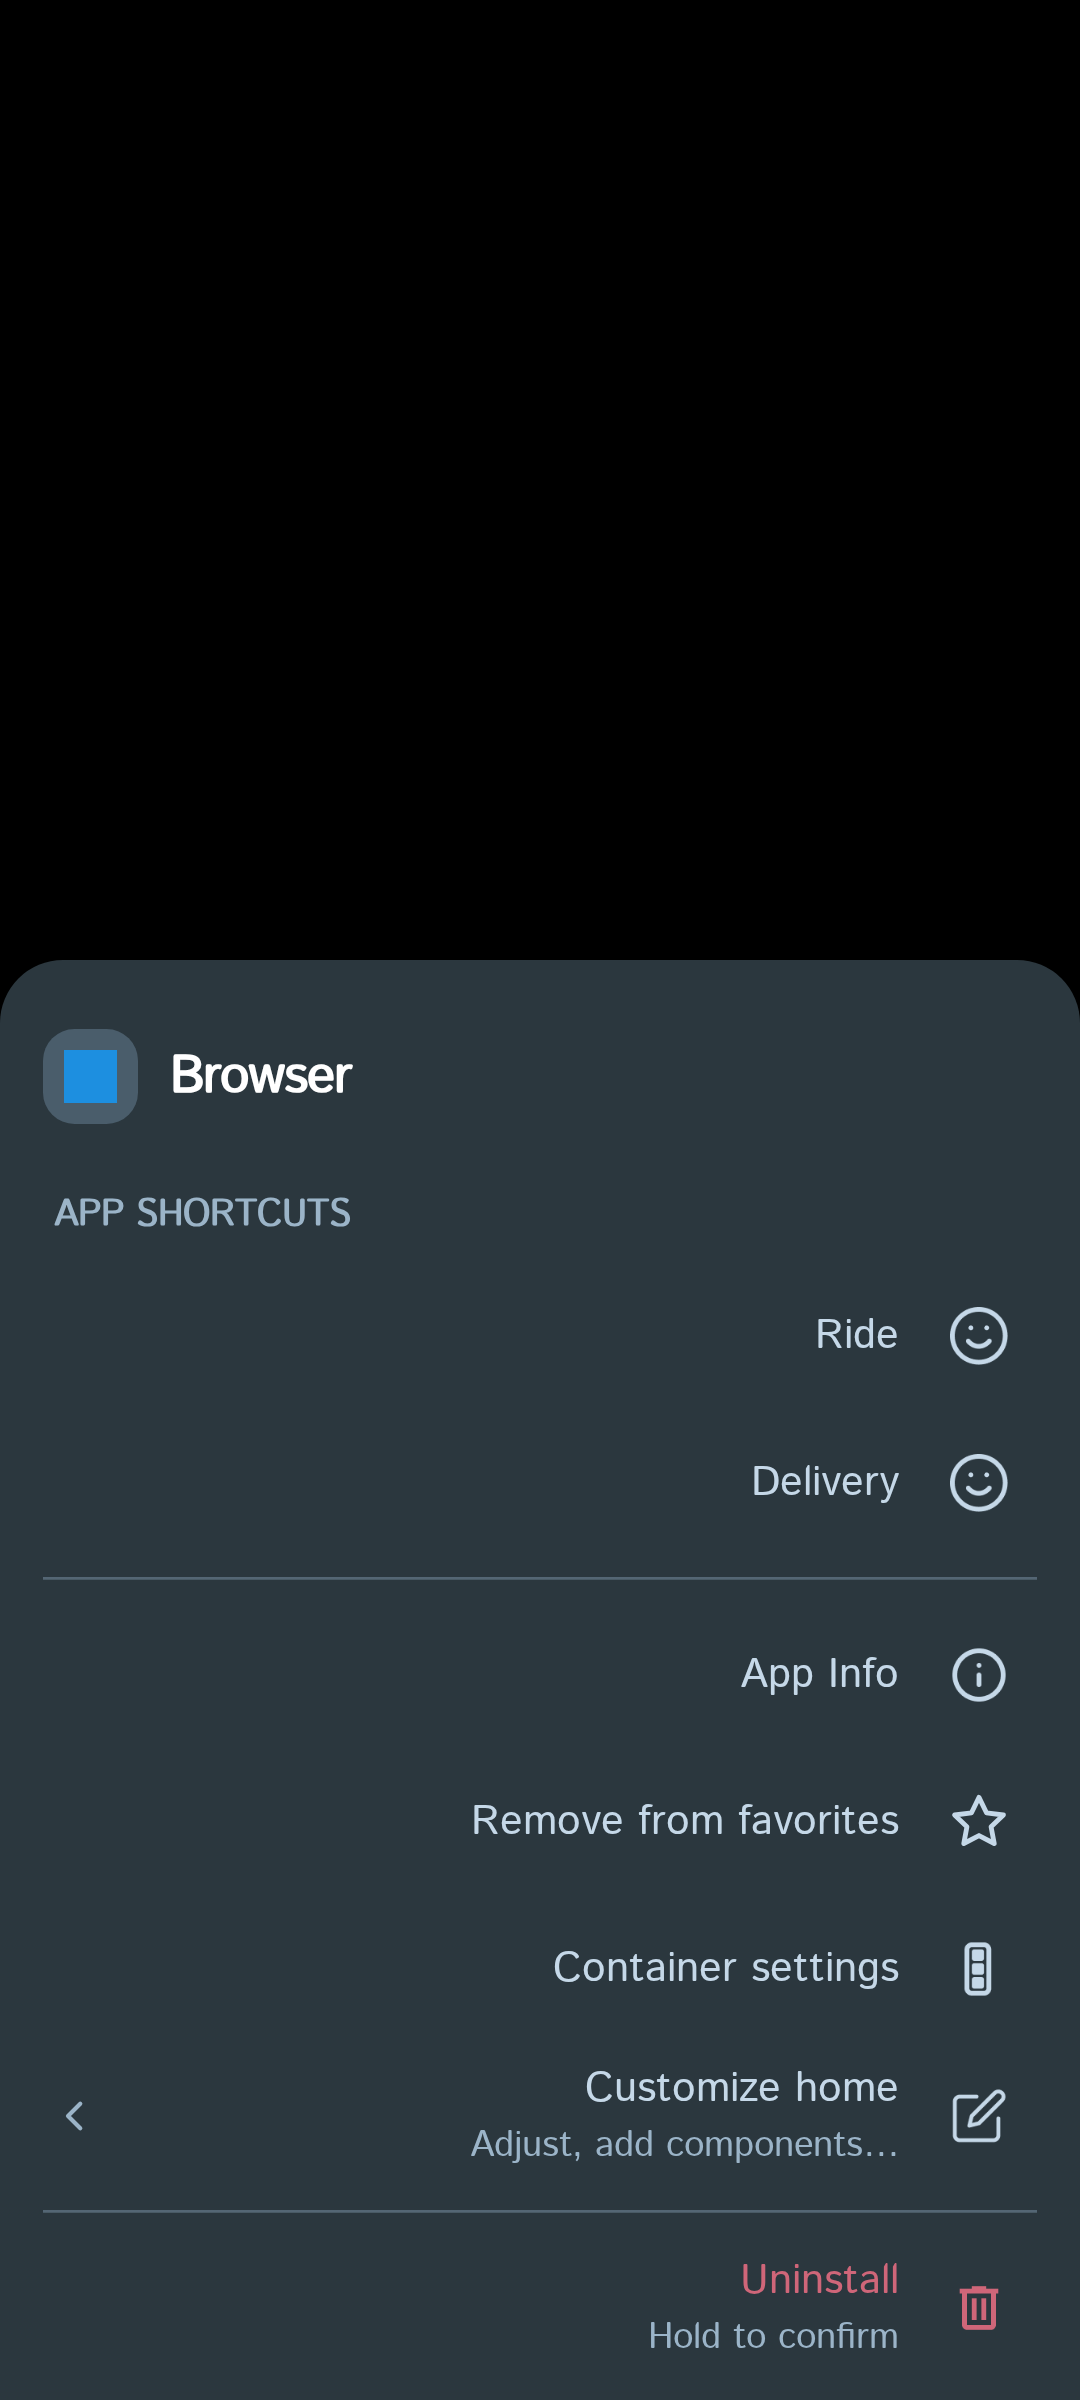 Browser
APP SHORTCUTS
Ride
Delivery
App Info
Remove from favorites
Container settings
Customize home
Adjust, add components…
Uninstall
Hold to confirm